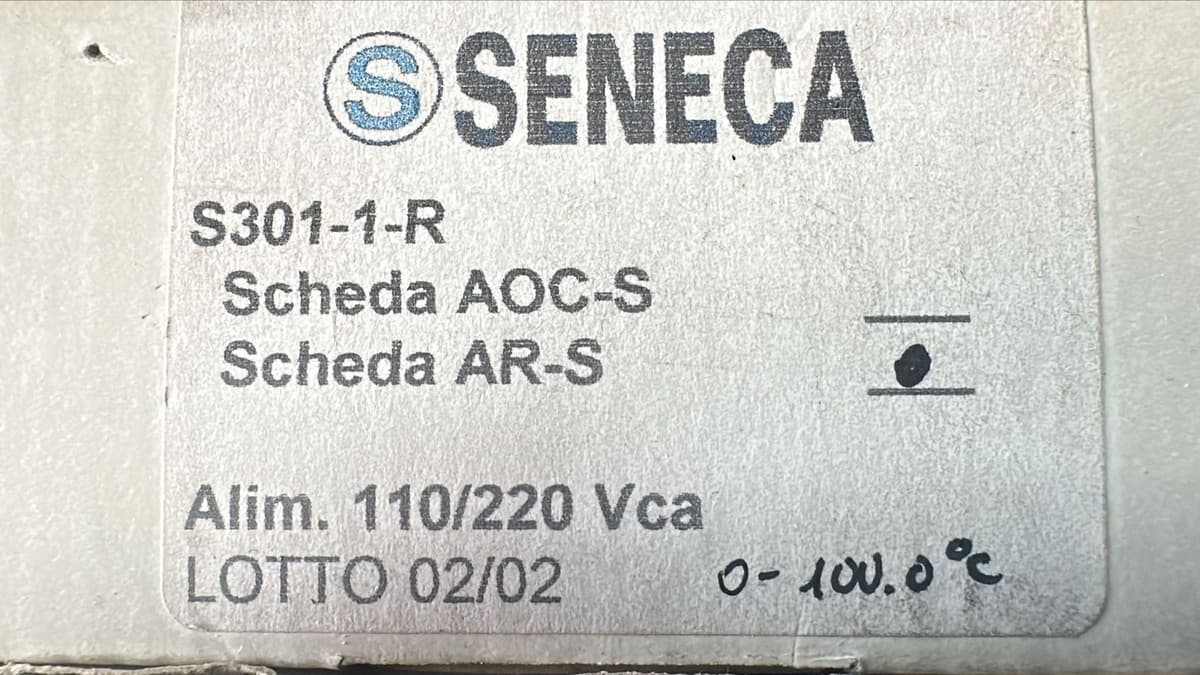 S SENECA
S301-1-R
Scheda AOC-S
Scheda AR-S
Alim. 110/220 Vca
LOTTO 02/02
0-100.0°C